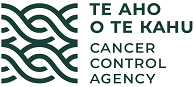 TE AHO
O TE KAHU
CANCER
CONTROL
AGENCY